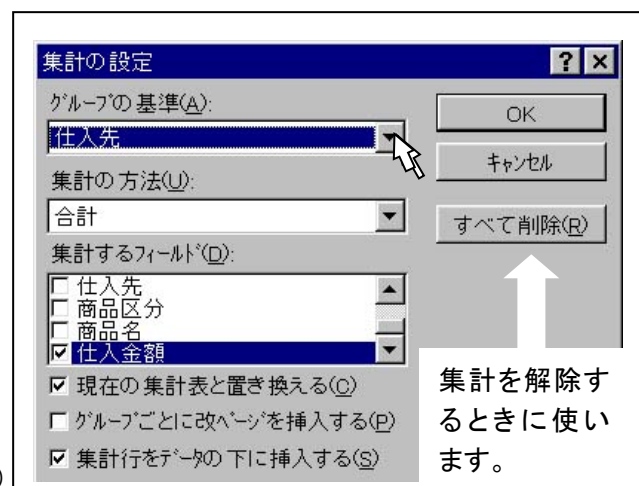 集計の設定
グループの基準(A):
仕入先
OK
キャンセル
集計の方法(U):
合計
すべて削除(R)
集計するフィールド(D):
仕入先
商品区分
商品名
仕入金額
現在の集計表と置き換える(C)
グループごとに改ページを挿入する(P)
集計行をデータの下に挿入する(S)
集計を解除す
るときに使い
ます。
)